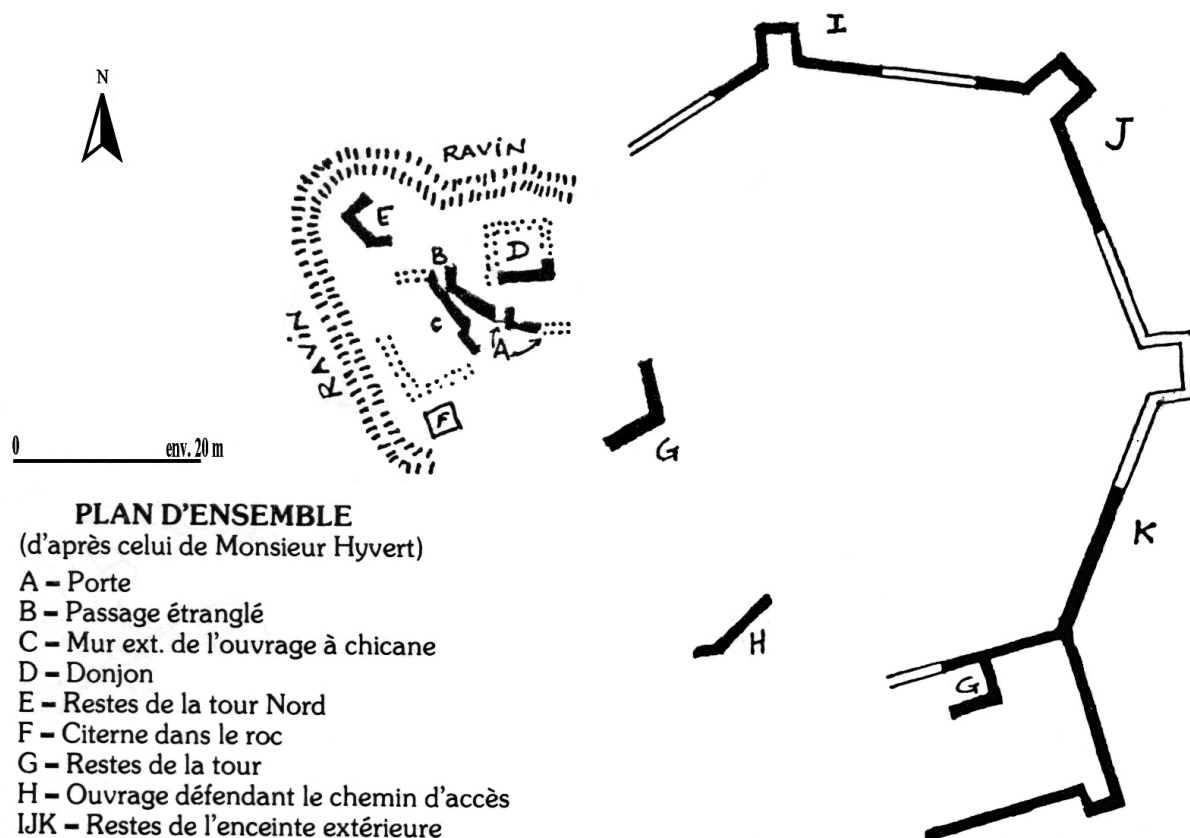 N
I
J
RAVIN
E
D
B
C
A
RAVIN
F
G
0 env. 20 m
K
H
G
PLAN D'ENSEMBLE
(d'après celui de Monsieur Hyvert)
A – Porte
B – Passage étranglé
C – Mur ext. de l'ouvrage à chicane
D – Donjon
E – Restes de la tour Nord
F – Citerne dans le roc
G – Restes de la tour
H – Ouvrage défendant le chemin d'accès
IJK – Restes de l'enceinte extérieure